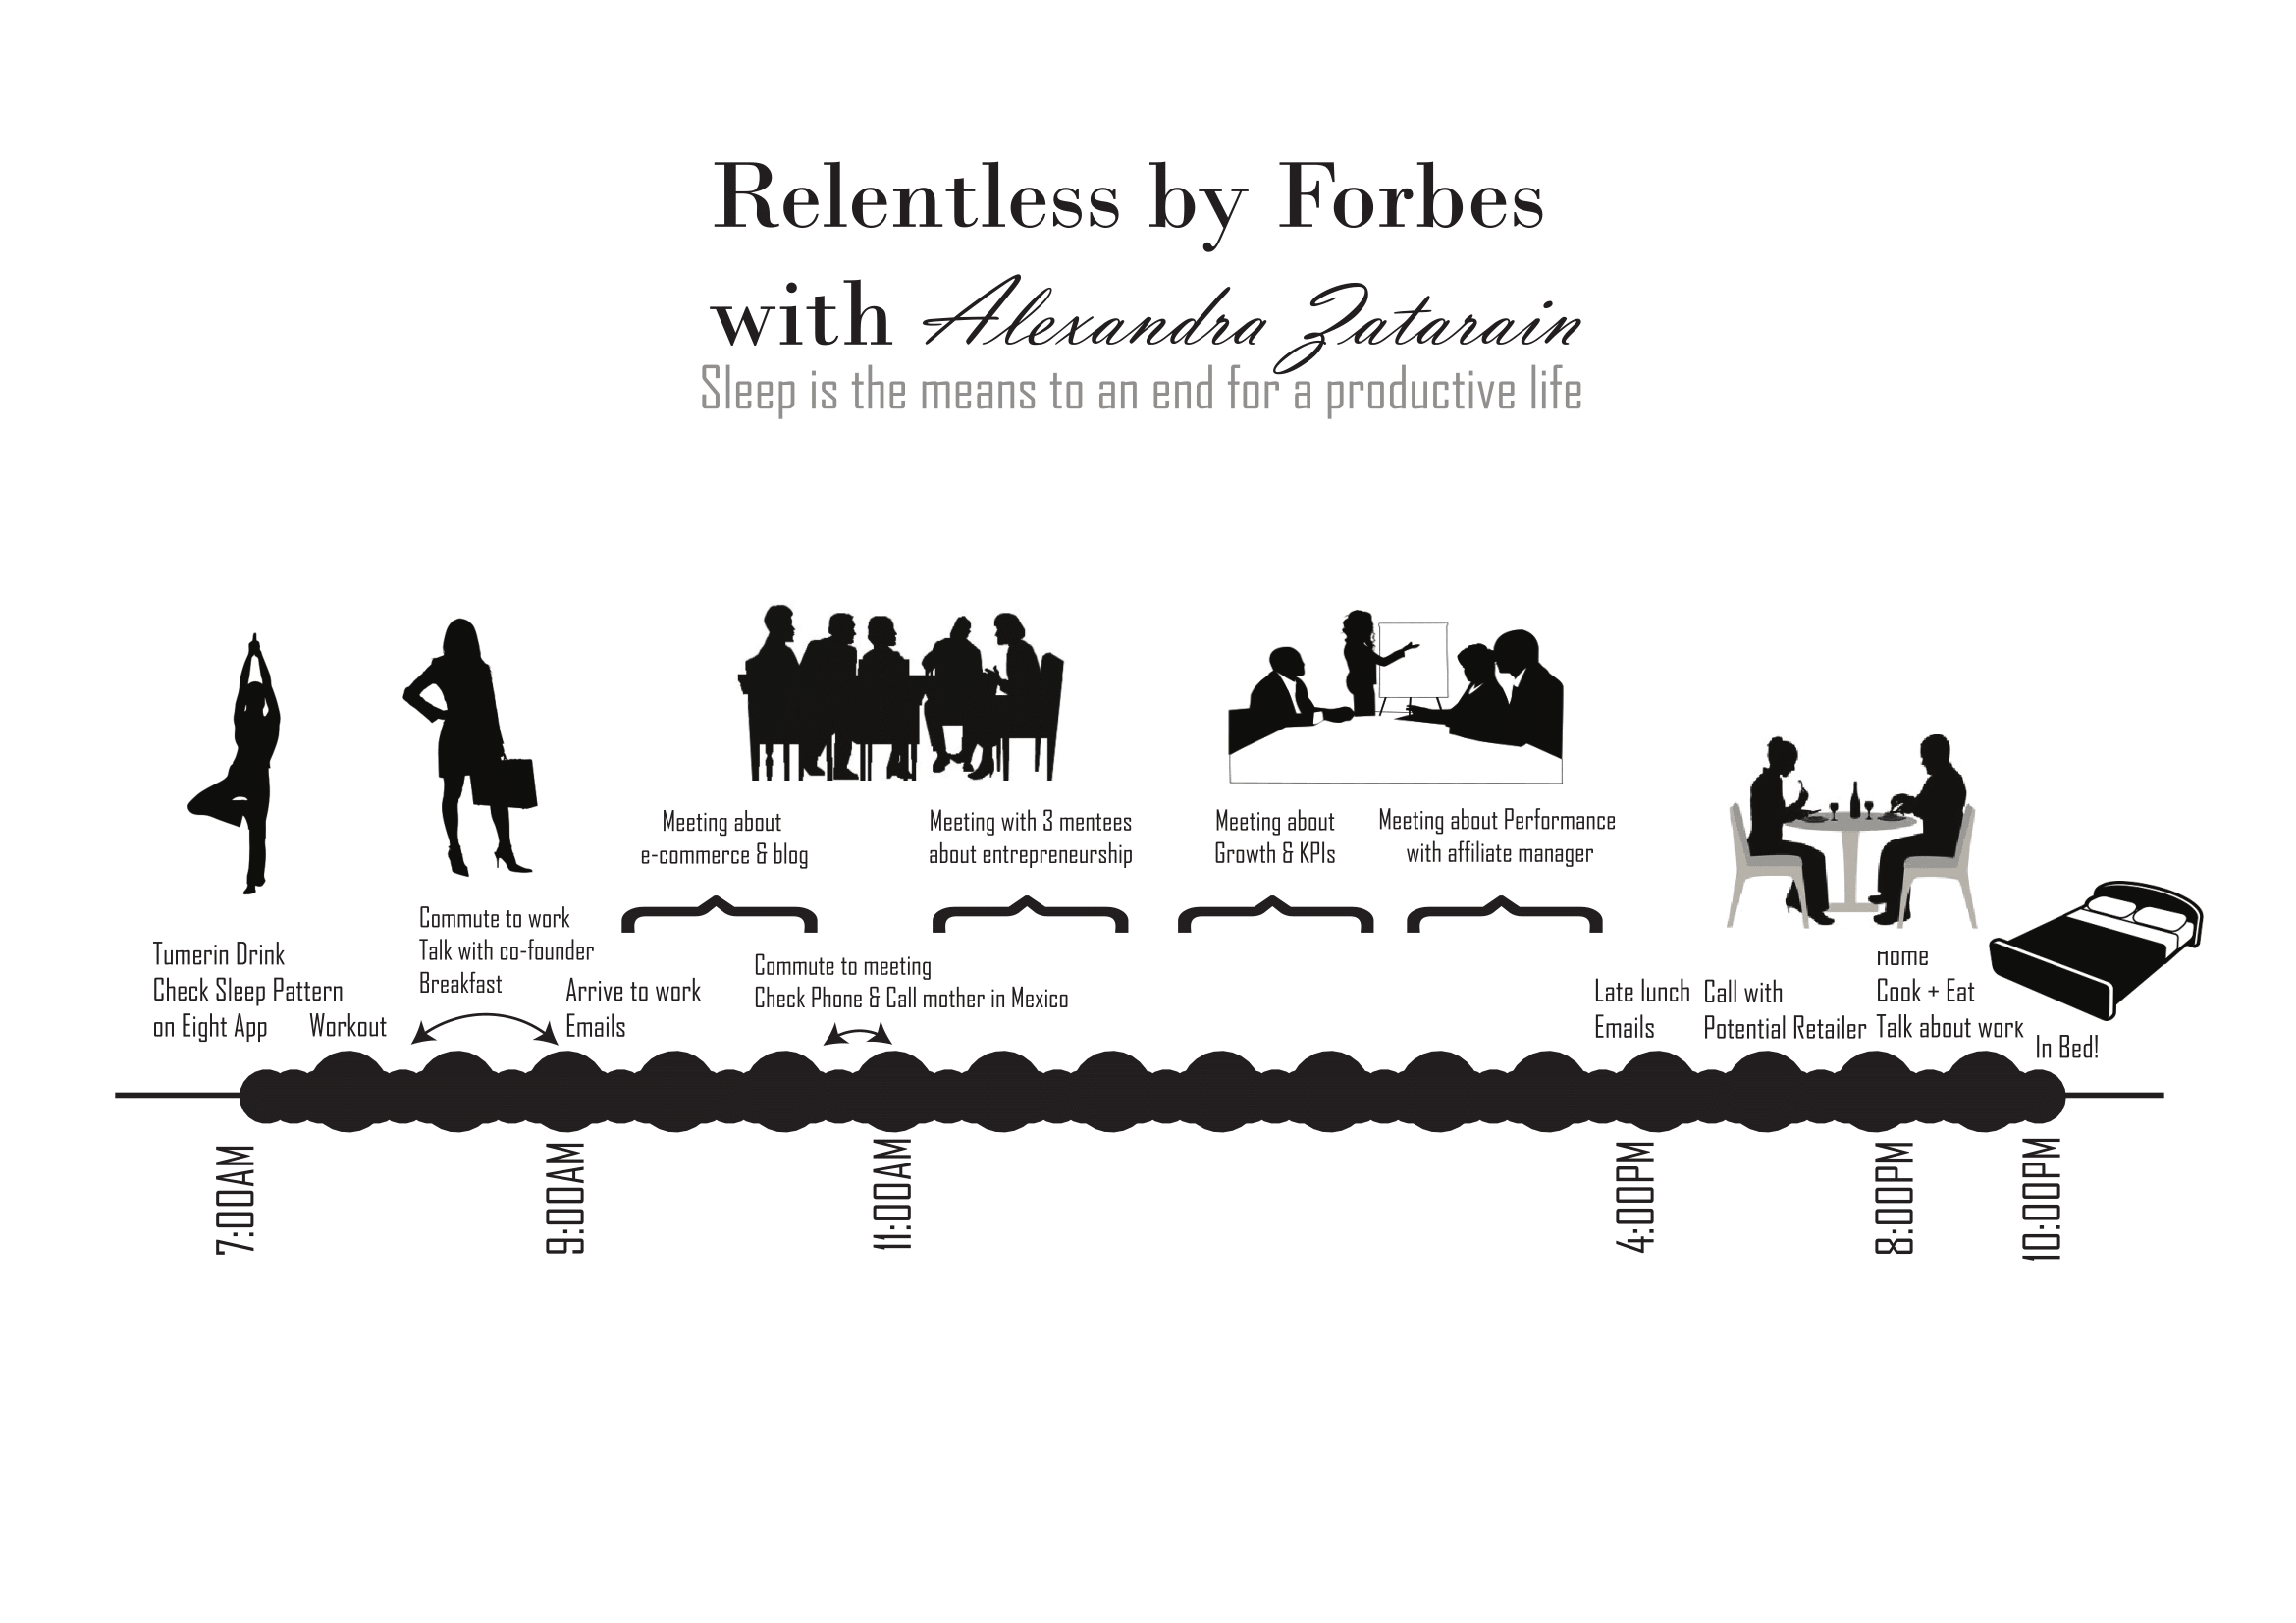 Relentless by Forbes
with Alexandra Zatarain
Sleep is the means to an end for a productive life
Tumerin Drink
Check Sleep Pattern
on Eight App
Workout
Commute to work
Talk with co-founder
Breakfast
Arrive to work
Emails
Meeting about
e-commerce & blog
Commute to meeting
Check Phone & Call mother in Mexico
Meeting with 3 mentees
about entrepreneurship
Meeting about
Growth & KPIs
Meeting about Performance
with affiliate manager
Late lunch
Emails
Call with
Potential Retailer
Home
Cook + Eat
Talk about work
In Bed!
7:00AM
9:00AM
11:00AM
4:00PM
8:00PM
10:00PM